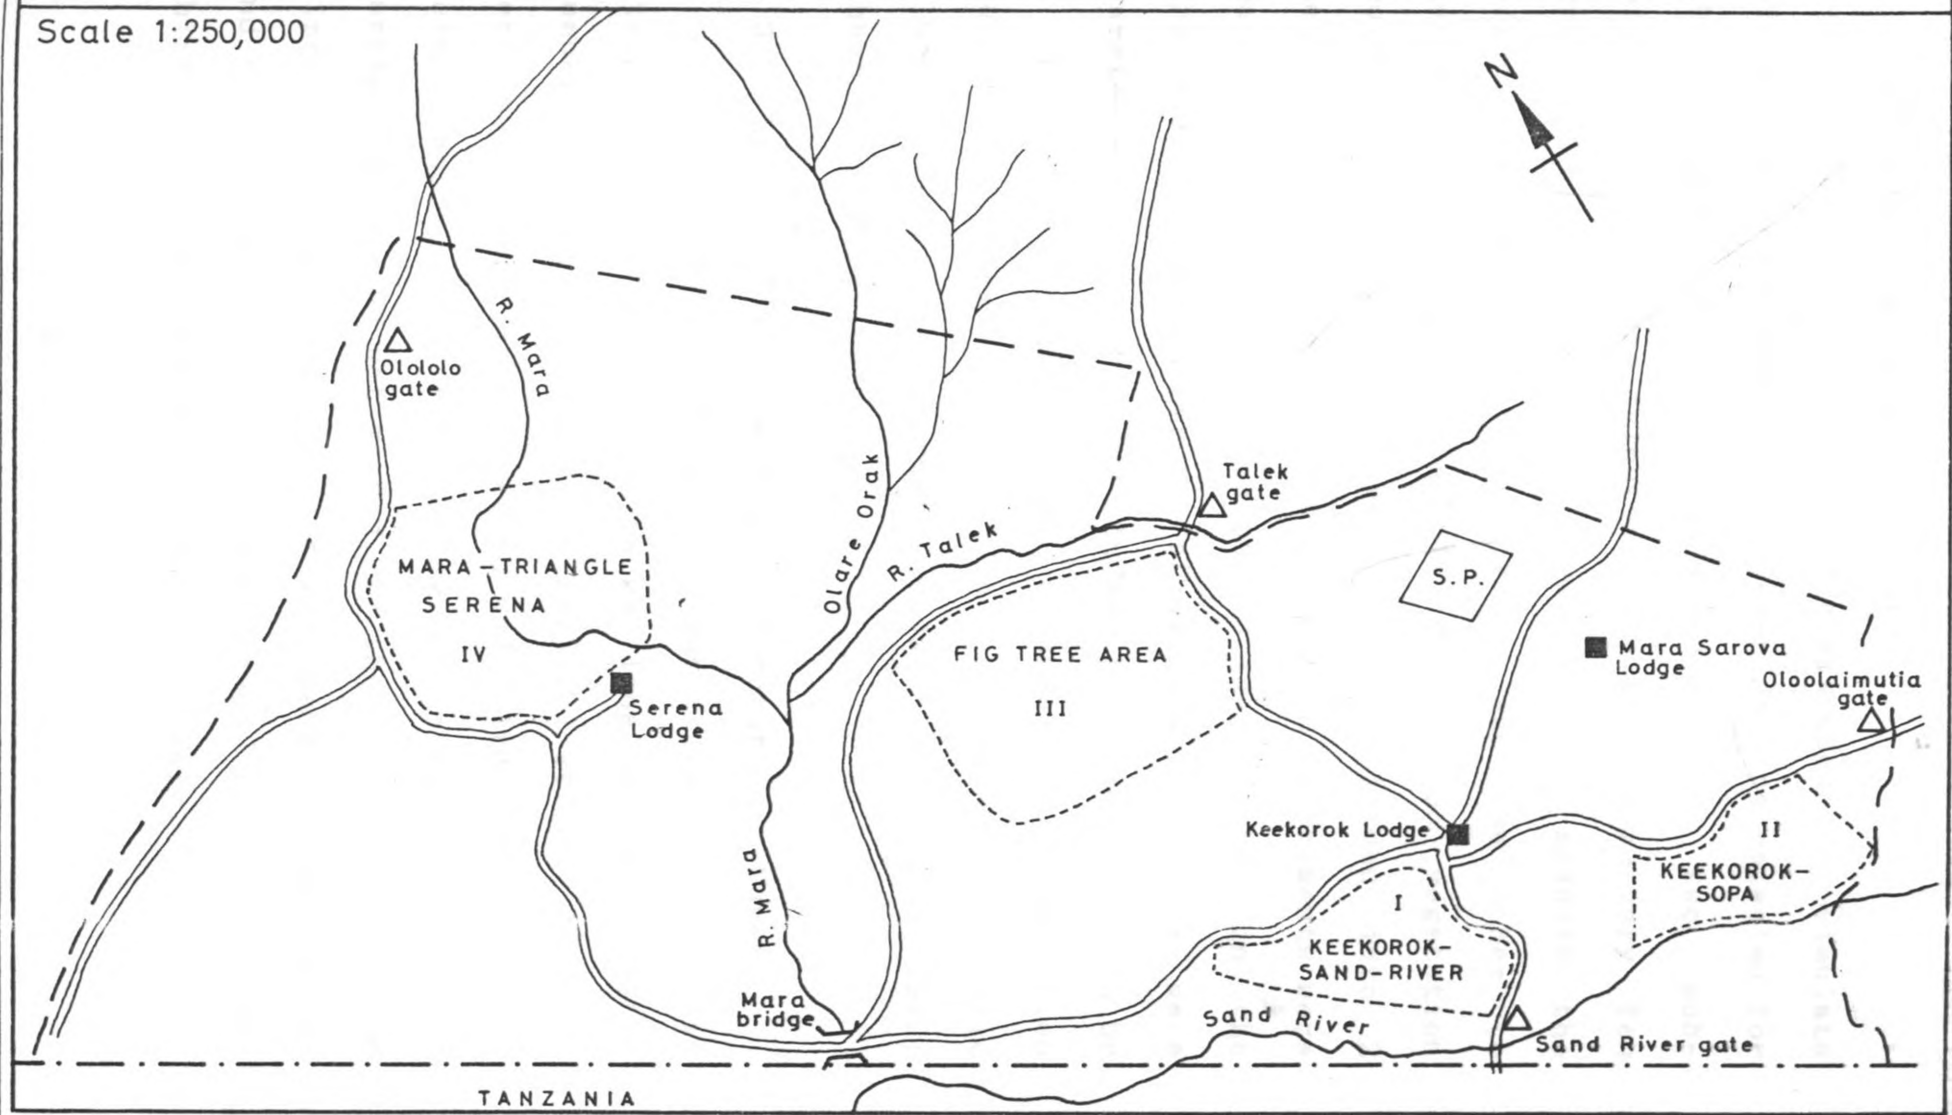 Scale 1:250,000
N
R. Mara
Olololo
gate
Talek
gate
Olare Orak
R. Talek
S.P.
MARA-TRIANGLE
SERENA
IV
FIG TREE AREA
III
Mara Sarova
Lodge
Oloolaimutia
gate
Serena
Lodge
Keekorok Lodge
II
KEEKOROK-
SOPA
I
KEEKOROK-
SAND-RIVER
R. Mara
Mara
bridge
Sand River
Sand River gate
TANZANIA